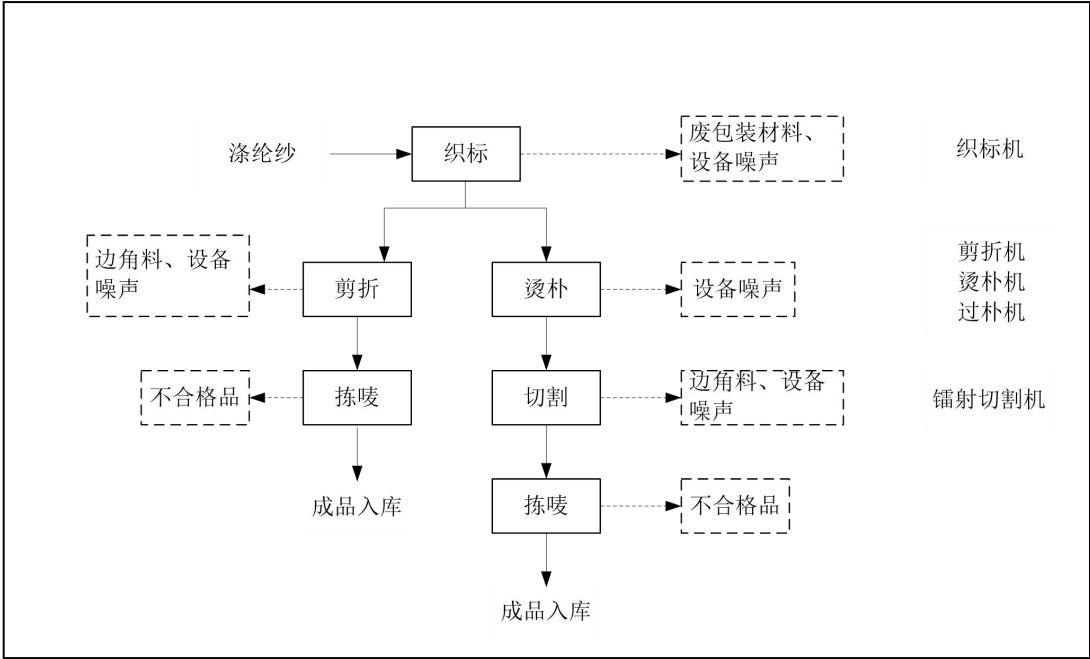 涤纶纱
织标
废包装材料、
设备噪声
织标机
边角料、设备
噪声
剪折
烫朴
设备噪声
剪折机
烫朴机
过朴机
不合格品
拣唛
切割
边角料、设备
噪声
镭射切割机
成品入库
拣唛
不合格品
成品入库